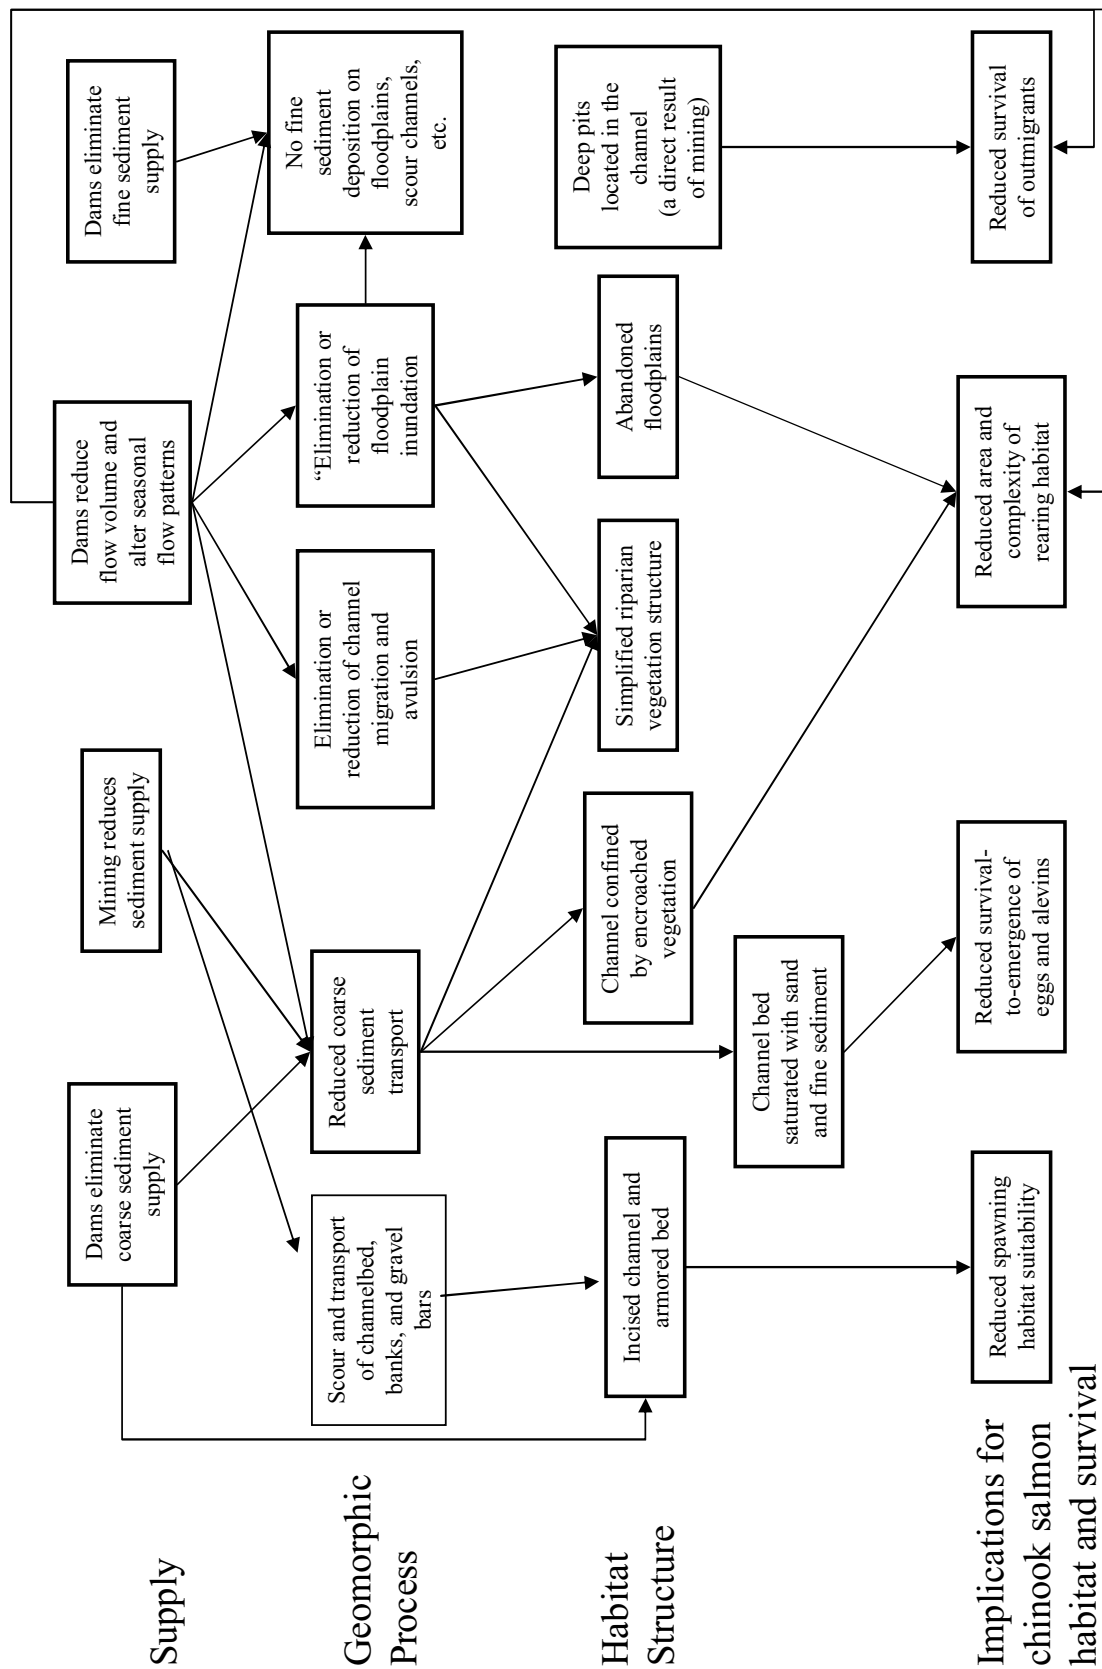 Supply
Dams eliminate
coarse sediment
supply
Mining reduces
sediment supply
Dams reduce
flow volume and
alter seasonal
flow patterns
Dams eliminate
fine sediment
supply
Geomorphic
Process
Scour and transport
of channelbed,
banks, and gravel
bars
Reduced coarse
sediment
transport
Elimination or
reduction of channel
migration and
avulsion
“Elimination or
reduction of
floodplain
inundation
No fine
sediment
deposition on
floodplains,
scour channels,
etc.
Habitat
Structure
Incised channel and
armored bed
Channel bed
saturated with sand
and fine sediment
Channel confined
by encroached
vegetation
Simplified riparian
vegetation structure
Abandoned
floodplains
Deep pits
located in the
channel
(a direct result
of mining)
Implications for
chinook salmon
habitat and survival
Reduced spawning
habitat suitability
Reduced survival-
to-emergence of
eggs and alevins
Reduced area and
complexity of
rearing habitat
Reduced survival
of outmigrants